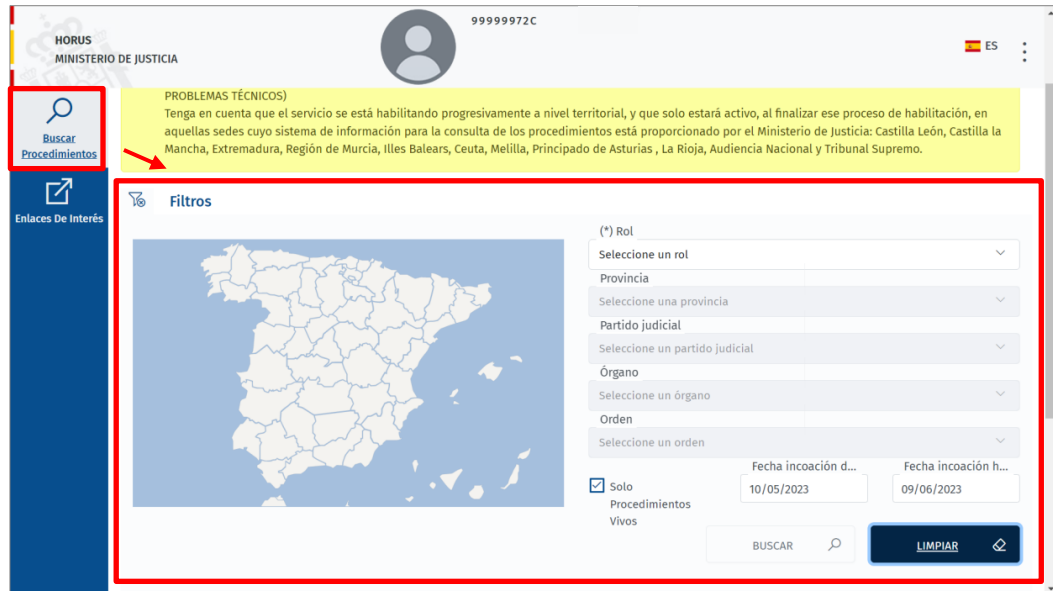 99999972C
HORUS
MINISTERIO DE JUSTICIA
ES
Buscar
Procedimientos
Enlaces De Interés
PROBLEMAS TÉCNICOS)
Tenga en cuenta que el servicio se está habilitando progresivamente a nivel territorial, y que solo estará activo, al finalizar ese proceso de habilitación, en
aquellas sedes cuyo sistema de información para la consulta de los procedimientos está proporcionado por el Ministerio de Justicia: Castilla León, Castilla la
Mancha, Extremadura, Región de Murcia, Illes Balears, Ceuta, Melilla, Principado de Asturias , La Rioja, Audiencia Nacional y Tribunal Supremo.
Filtros
(*) Rol
Seleccione un rol
Provincia
Seleccione una provincia
Partido judicial
Seleccione un partido judicial
Órgano
Seleccione un órgano
Orden
Seleccione un orden
Solo
Procedimientos
Vivos
Fecha incoación d...
10/05/2023
Fecha incoación h...
09/06/2023
BUSCAR
LIMPIAR